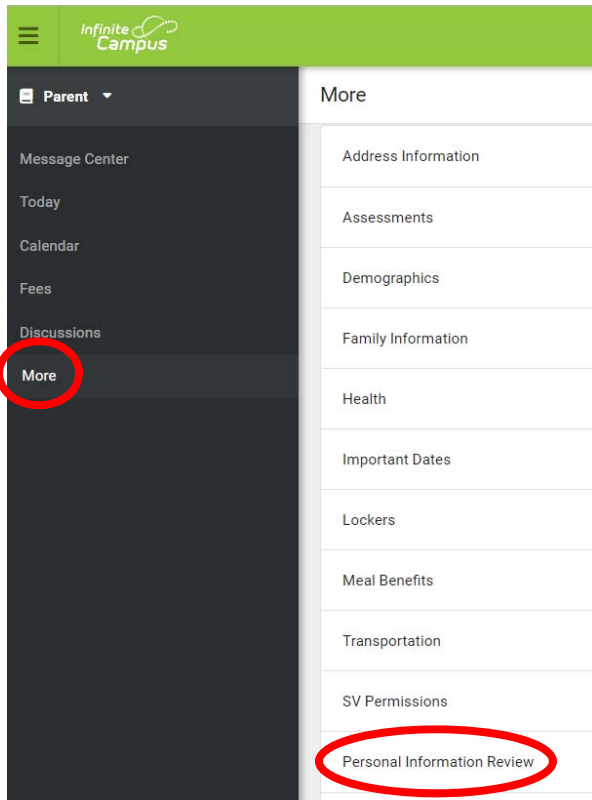 Infinite
Campus
Parent
Message Center
Today
Calendar
Fees
Discussions
More
More
Address Information
Assessments
Demographics
Family Information
Health
Important Dates
Lockers
Meal Benefits
Transportation
SV Permissions
Personal Information Review